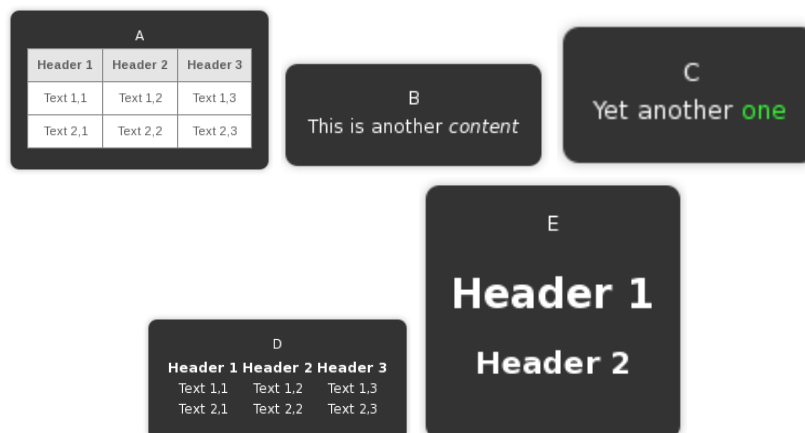 A
Header 1 Header 2 Header 3
Text 1,1 Text 1,2 Text 1,3
Text 2,1 Text 2,2 Text 2,3
B
This is another content
C
Yet another one
D
Header 1 Header 2 Header 3
Text 1,1 Text 1,2 Text 1,3
Text 2,1 Text 2,2 Text 2,3
E
Header 1
Header 2